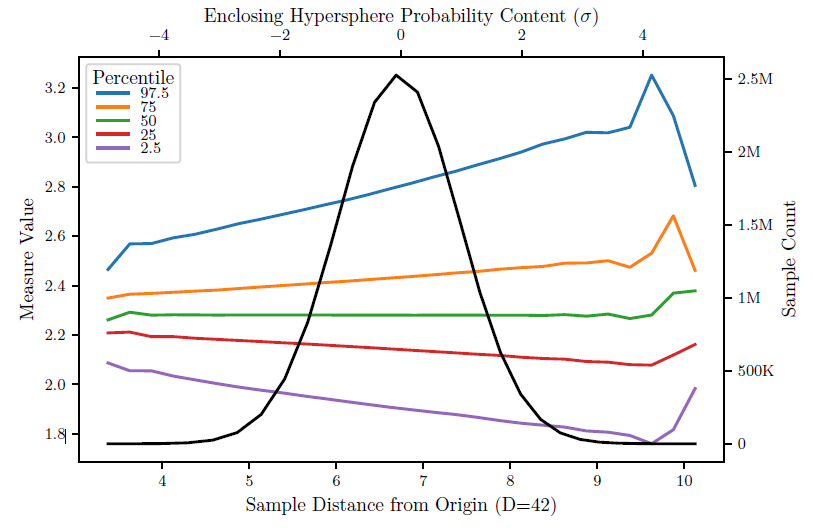 Enclosing Hypersphere Probability Content (σ)
−4 −2 0 2 4
Percentile
97.5
75
50
25
2.5
Measure Value
3.2
3.0
2.8
2.6
2.4
2.2
2.0
1.8
2.5M
2M
1.5M
1M
500K
0
Sample Count
4 5 6 7 8 9 10
Sample Distance from Origin (D=42)